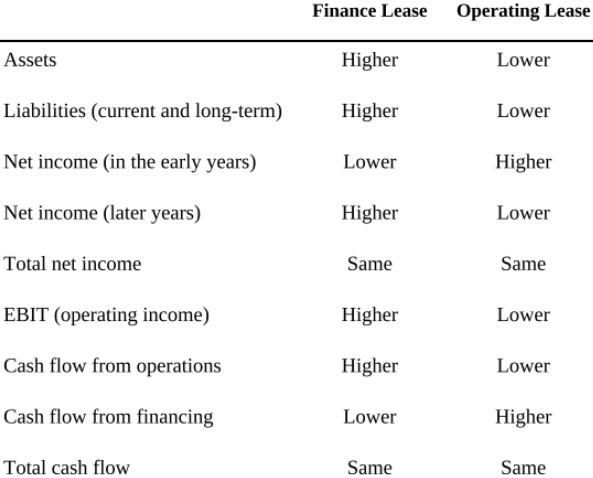 Finance Lease Operating Lease
Assets Higher Lower
Liabilities (current and long-term) Higher Lower
Net income (in the early years) Lower Higher
Net income (later years) Higher Lower
Total net income Same Same
EBIT (operating income) Higher Lower
Cash flow from operations Higher Lower
Cash flow from financing Lower Higher
Total cash flow Same Same